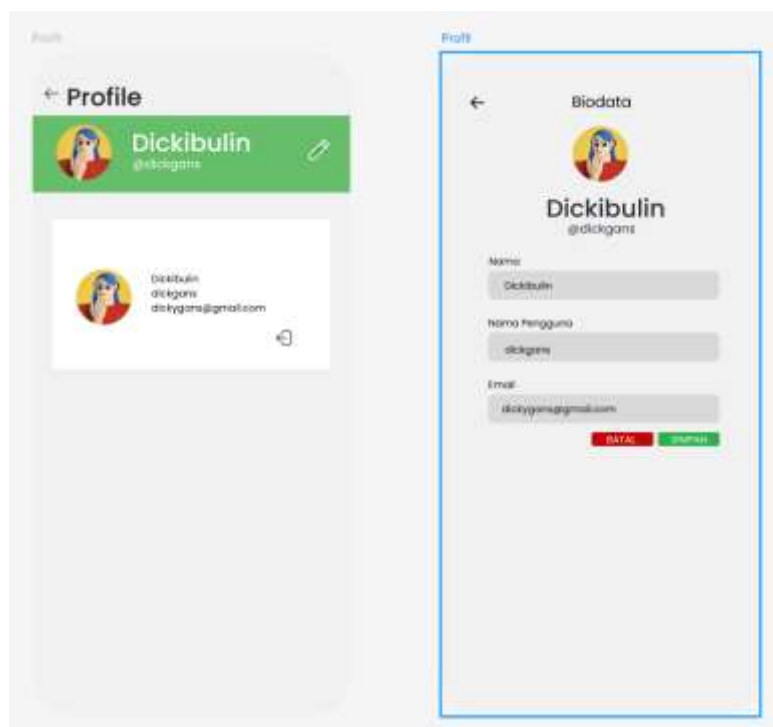 Profil
Profile
Dickibulin
@dickgans
Dickibulin
dickgans
dickygans@gmail.com
Profil
Biodata
Dickibulin
@dickgans
Nama
Dickibulin
Nama Pengguna
dickgans
Email
dickygans@gmail.com
BATAL
SIMPAN